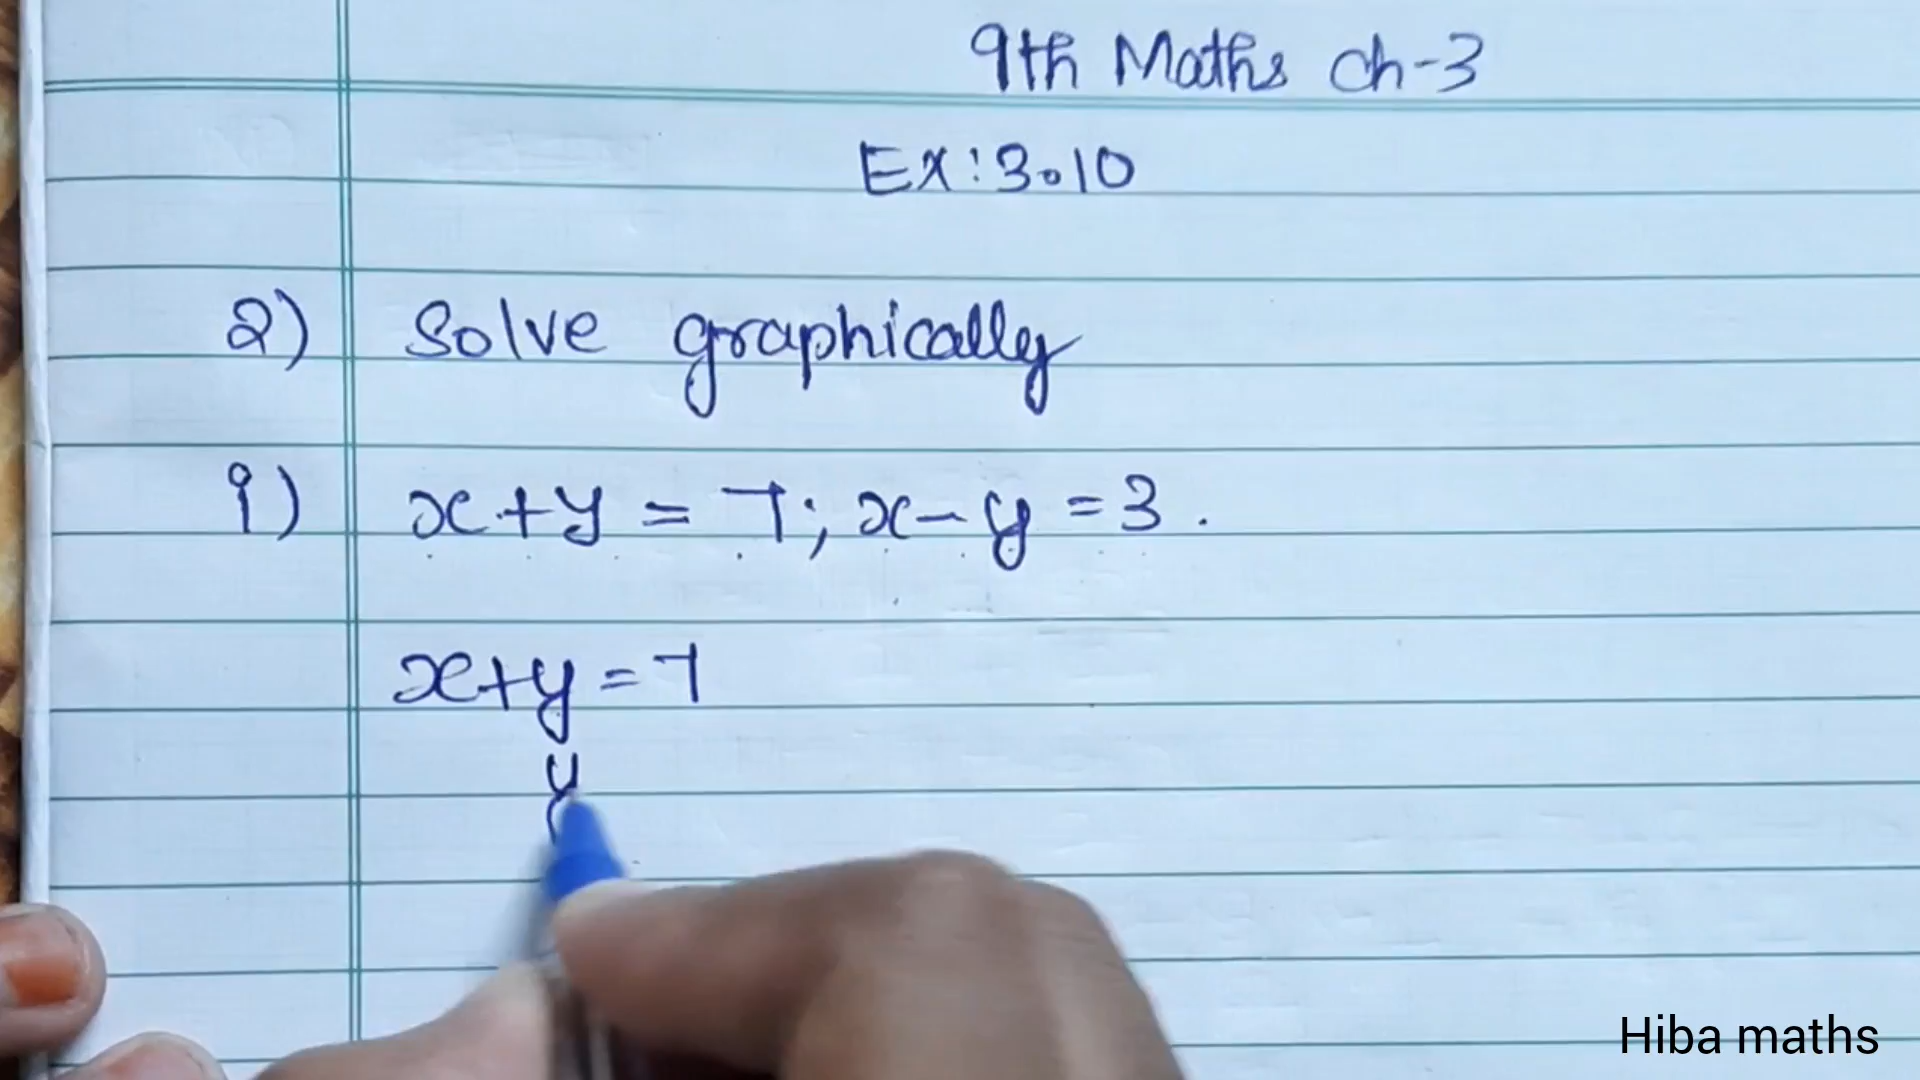 9th Maths Ch-3
Ex: 3.10
2) Solve graphically
i) x+y = 7; x-y = 3.
x+y = 7
y
Hiba maths